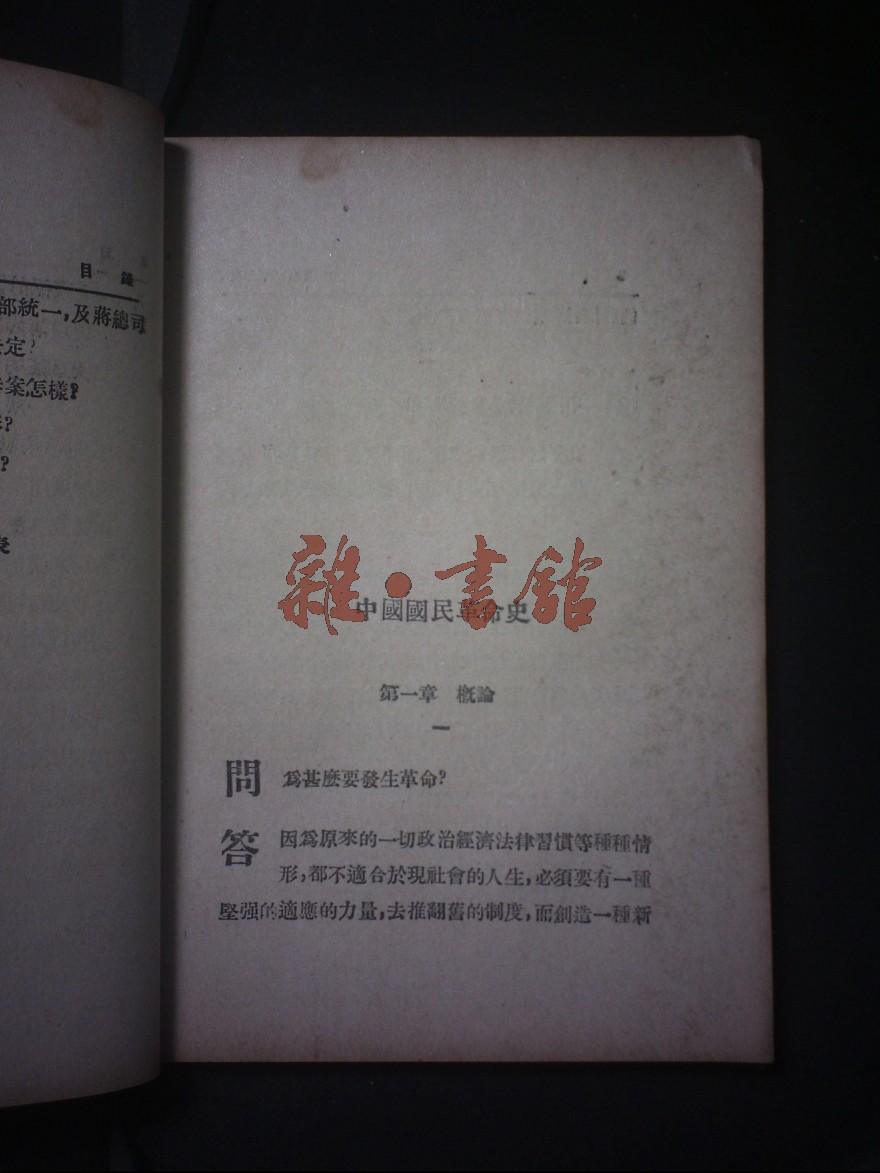 目錄
部統一,及蔣總司
定?
案怎樣?
?
?
雜·書館
中國國民革命史
第一章 概論
一
問 爲甚麼要發生革命?
答 因爲原來的一切政治經濟法律習慣等種種情
形,都不適合於現社會的人生,必須要有一種
堅强的適應的力量,去推翻舊的制度,而創造一種新